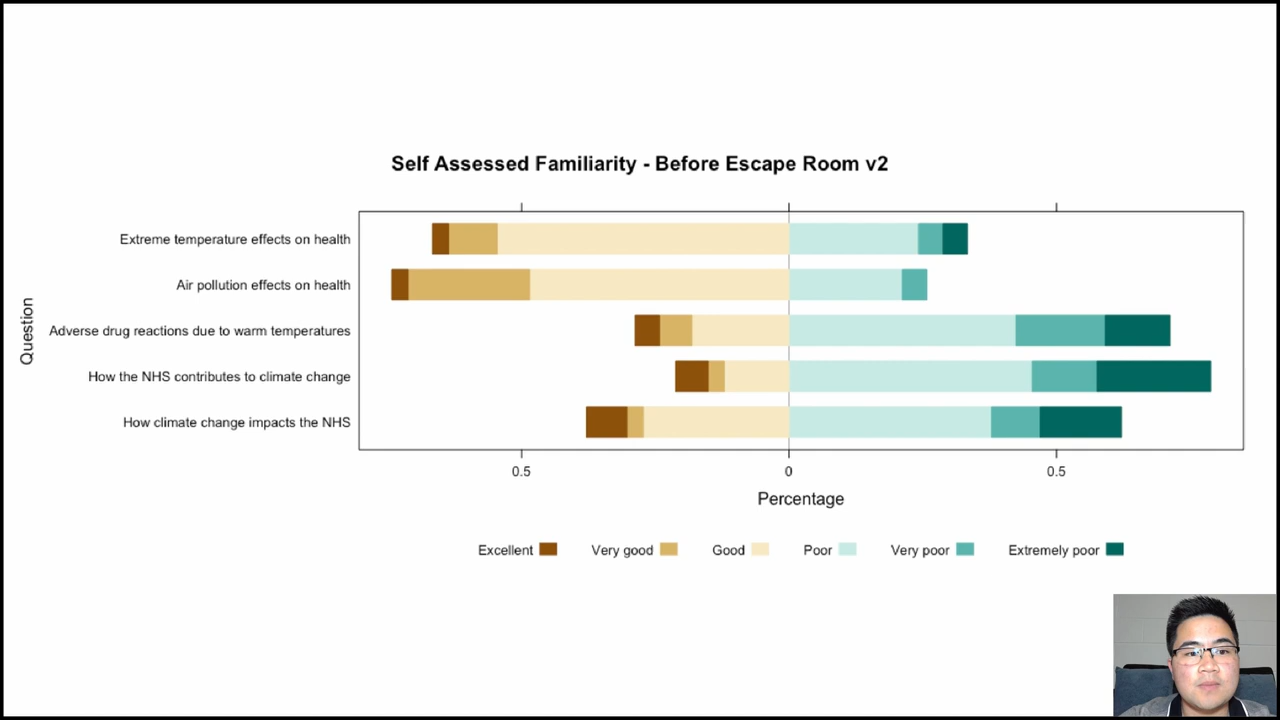 Self Assessed Familiarity - Before Escape Room v2
Question
Extreme temperature effects on health
Air pollution effects on health
Adverse drug reactions due to warm temperatures
How the NHS contributes to climate change
How climate change impacts the NHS
0.5 0 0.5
Percentage
Excellent Very good Good Poor Very poor Extremely poor